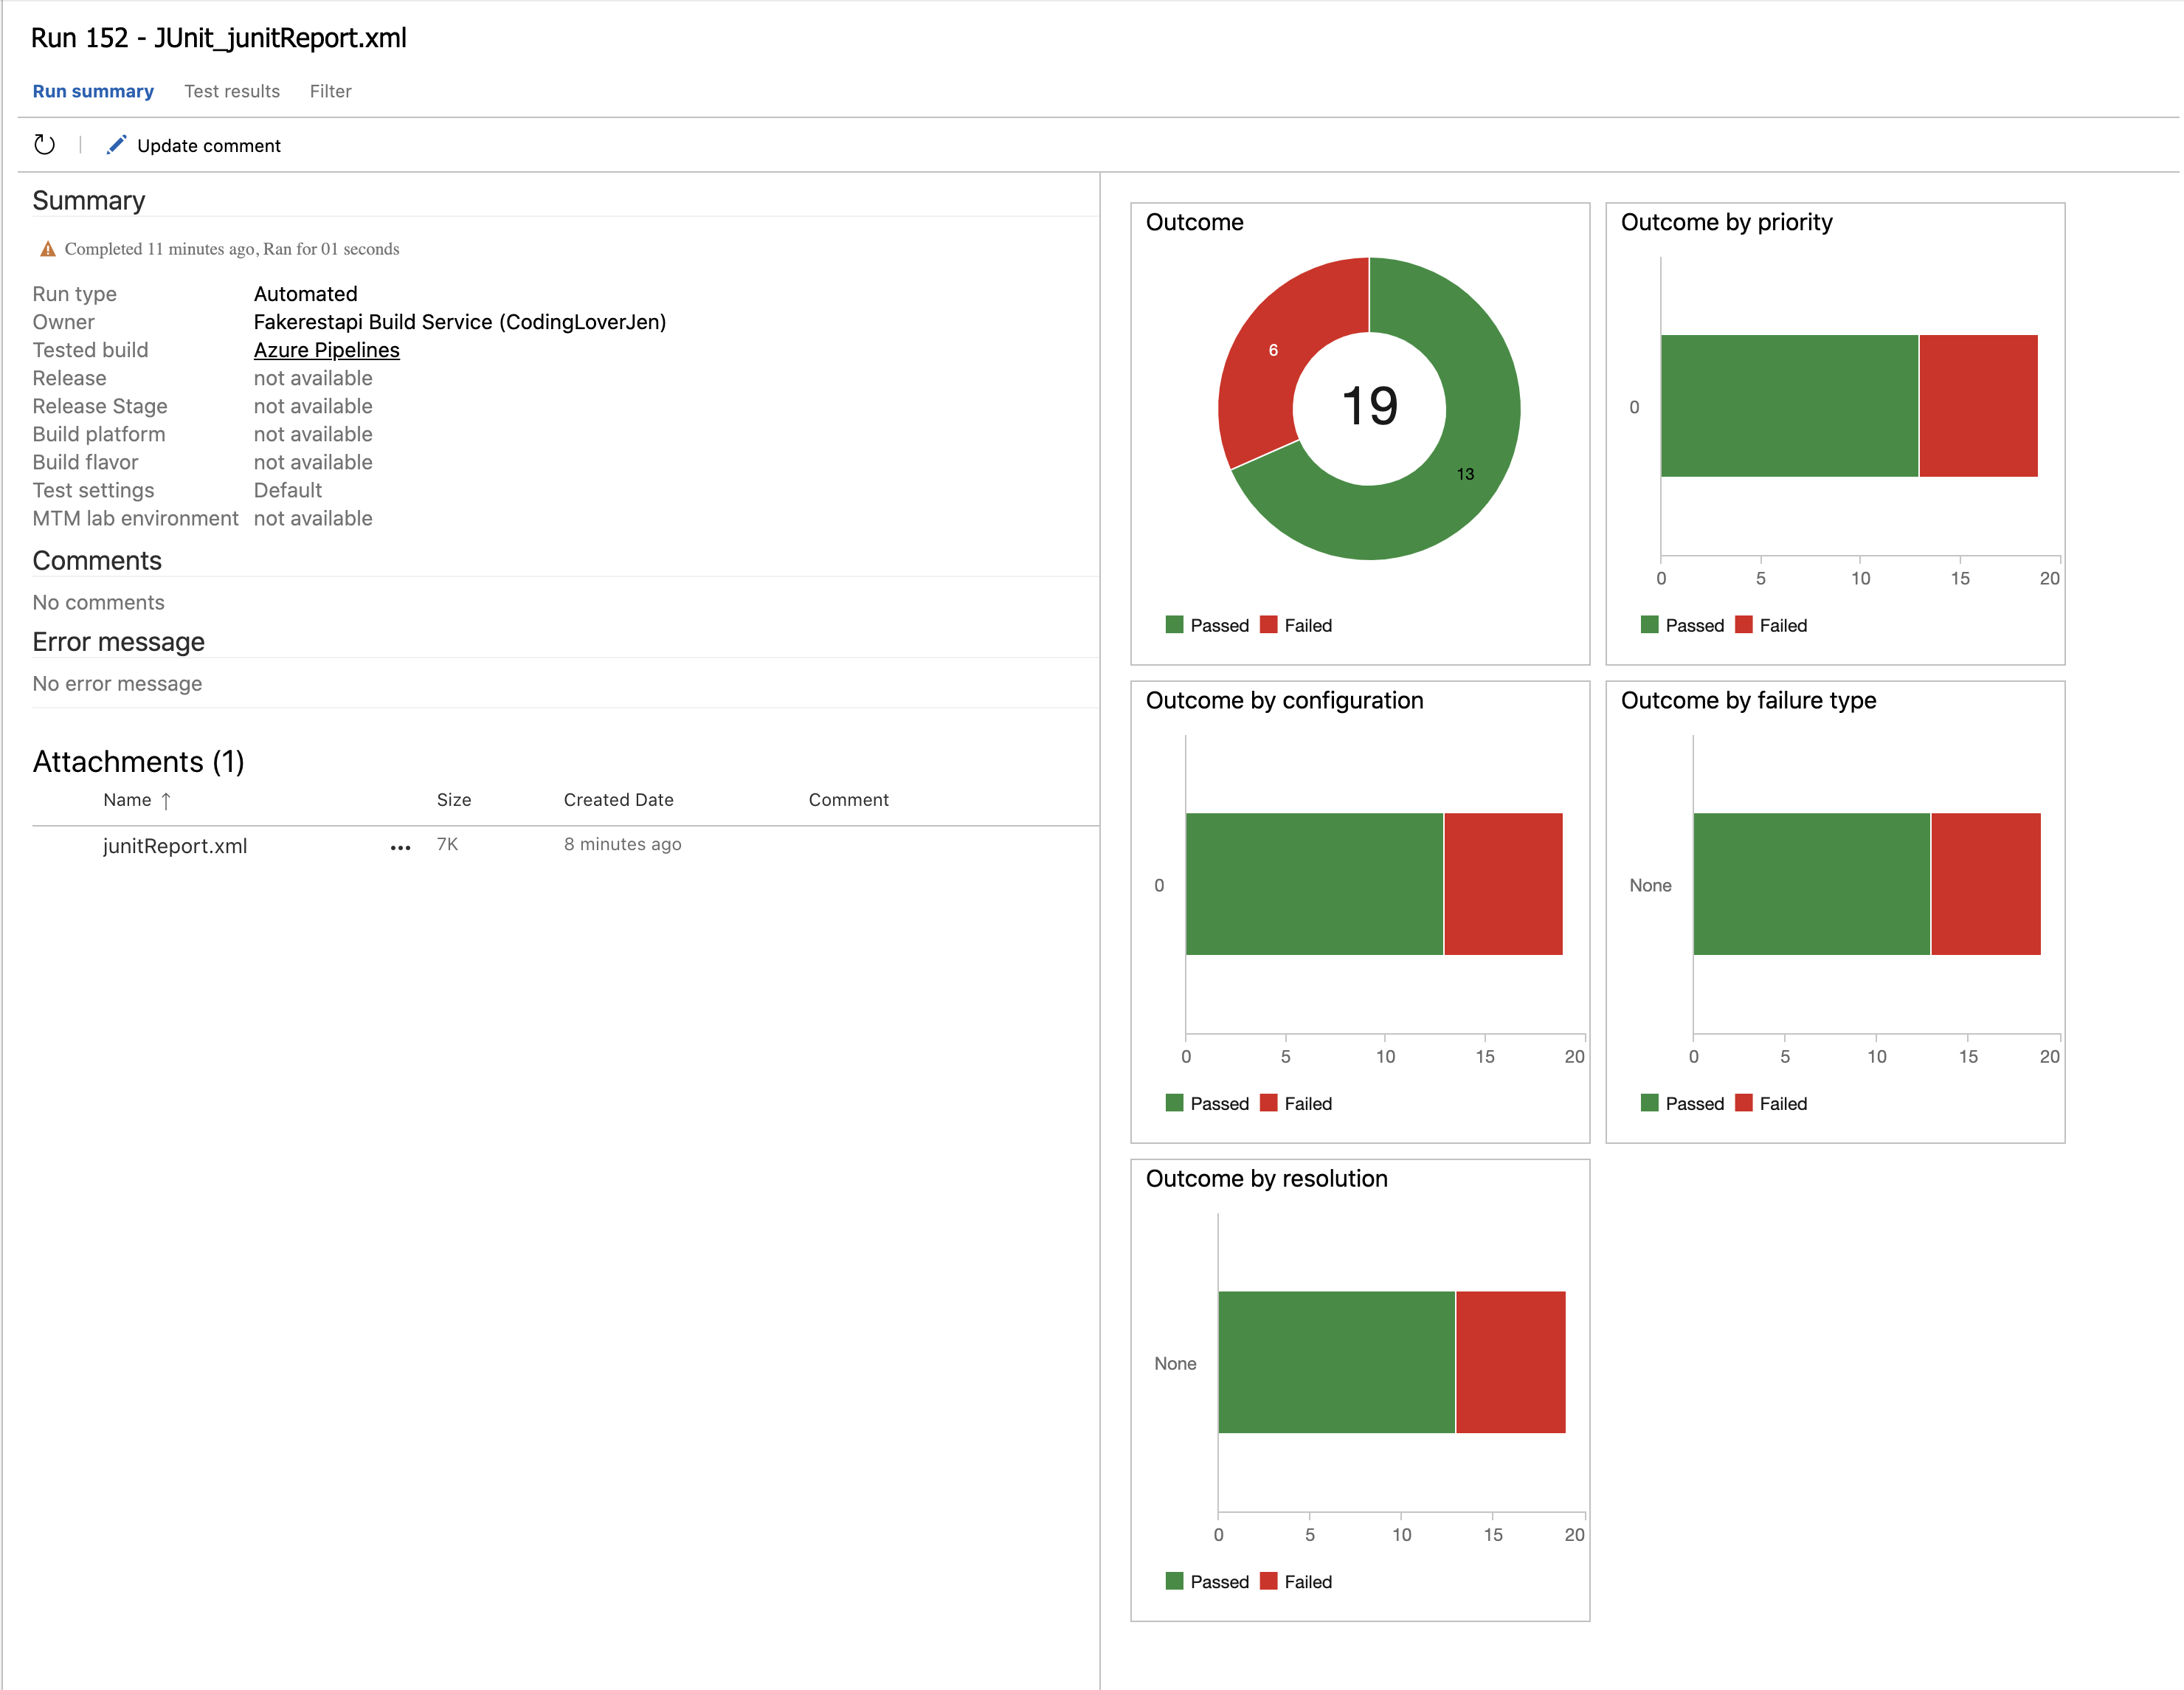 Run 152 - JUnit_junitReport.xml
Run summary Test results Filter
Update comment
Summary
Completed 11 minutes ago, Ran for 01 seconds
Run type Automated
Owner Fakerestapi Build Service (CodingLoverJen)
Tested build Azure Pipelines
Release not available
Release Stage not available
Build platform not available
Build flavor not available
Test settings Default
MTM lab environment not available
Comments
No comments
Error message
No error message
Attachments (1)
Name ↑ Size Created Date Comment
junitReport.xml ... 7K 8 minutes ago
Outcome
6
19
13
Passed Failed
Outcome by priority
0
0 5 10 15 20
Passed Failed
Outcome by configuration
0
0 5 10 15 20
Passed Failed
Outcome by failure type
None
0 5 10 15 20
Passed Failed
Outcome by resolution
None
0 5 10 15 20
Passed Failed